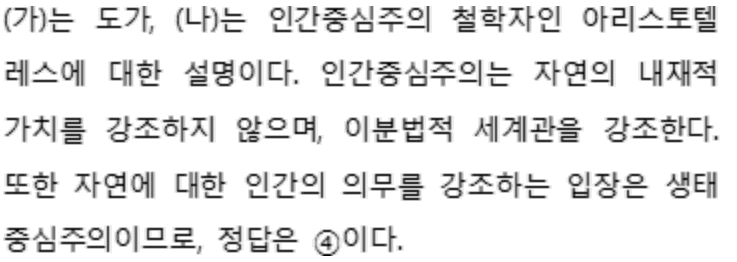 (가)는 도가, (나)는 인간중심주의 철학자인 아리스토텔
레스에 대한 설명이다. 인간중심주의는 자연의 내재적
가치를 강조하지 않으며, 이분법적 세계관을 강조한다.
또한 자연에 대한 인간의 의무를 강조하는 입장은 생태
중심주의이므로, 정답은 ④이다.